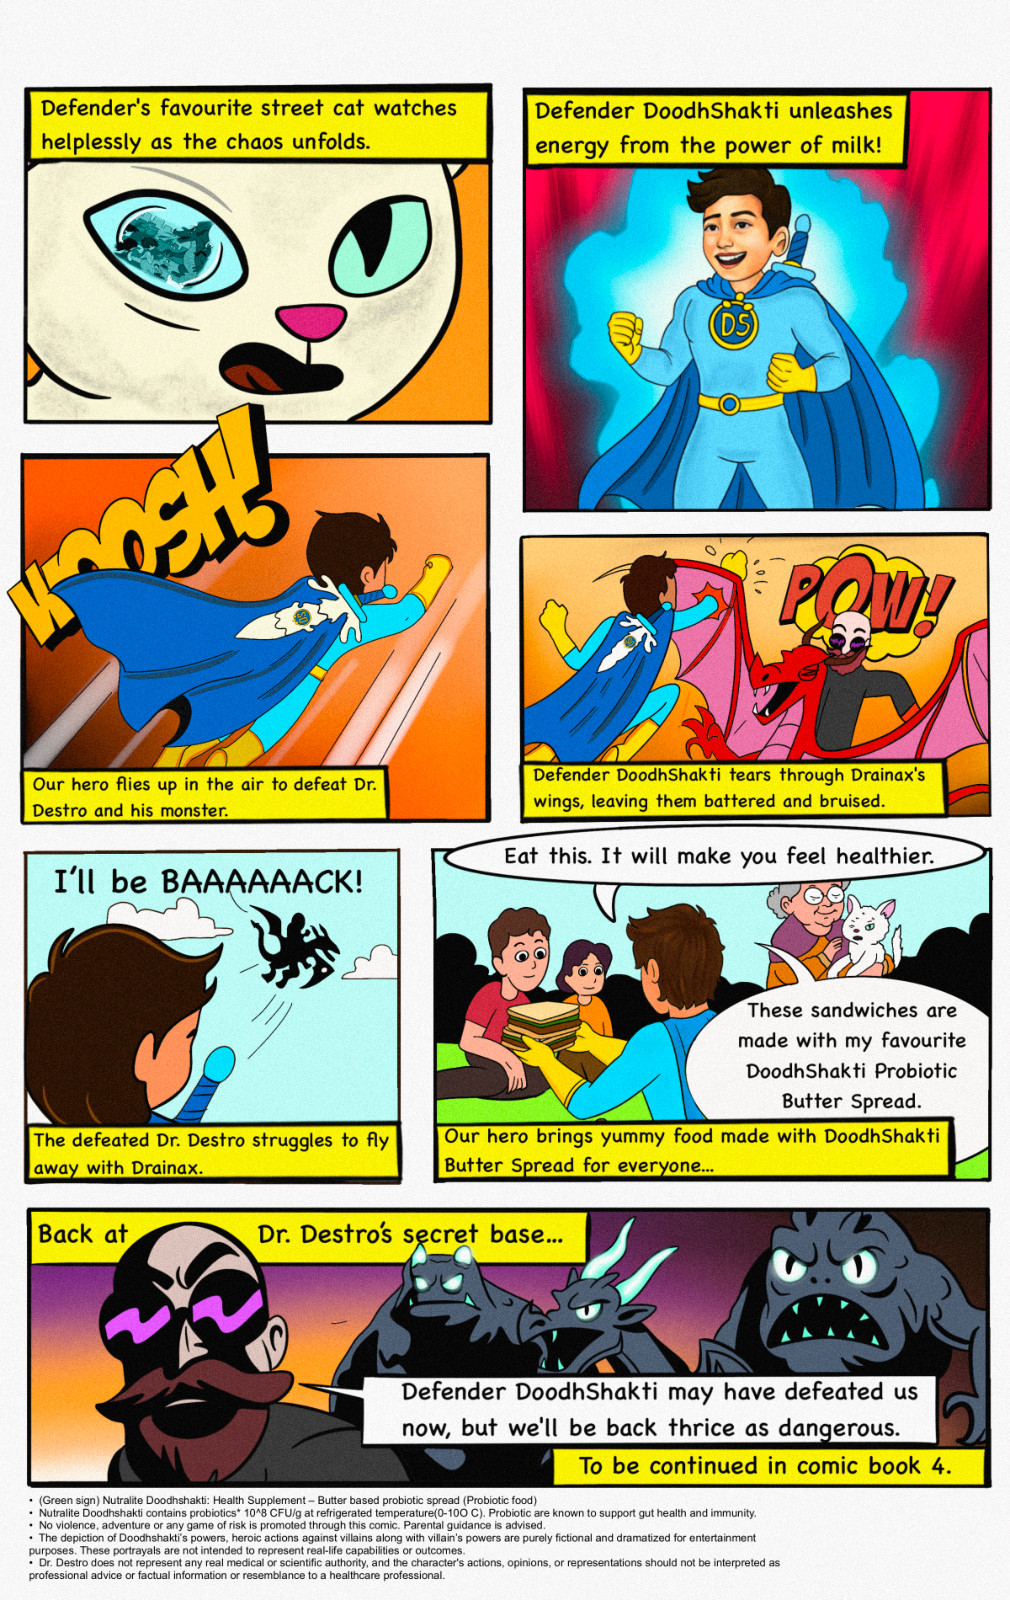 Defender's favourite street cat watches
helplessly as the chaos unfolds.
Defender DoodhShakti unleashes
energy from the power of milk!
DS
WOOSH!
DS
Our hero flies up in the air to defeat Dr.
Destro and his monster.
POW!
DS
Defender DoodhShakti tears through Drainax's
wings, leaving them battered and bruised.
I'll be BAAAAAACK!
The defeated Dr. Destro struggles to fly
away with Drainax.
Eat this. It will make you feel healthier.
These sandwiches are
made with my favourite
DoodhShakti Probiotic
Butter Spread.
Our hero brings yummy food made with DoodhShakti
Butter Spread for everyone...
Back at Dr. Destro's secret base...
Defender DoodhShakti may have defeated us
now, but we'll be back thrice as dangerous.
To be continued in comic book 4.
• (Green sign) Nutralite Doodhshakti: Health Supplement – Butter based probiotic spread (Probiotic food)
• Nutralite Doodhshakti contains probiotics* 10^8 CFU/g at refrigerated temperature(0-10O C). Probiotic are known to support gut health and immunity.
• No violence, adventure or any game of risk is promoted through this comic. Parental guidance is advised.
• The depiction of Doodhshakti's powers, heroic actions against villains along with villain's powers are purely fictional and dramatized for entertainment
purposes. These portrayals are not intended to represent real-life capabilities or outcomes.
• Dr. Destro does not represent any real medical or scientific authority, and the character's actions, opinions, or representations should not be interpreted as
professional advice or factual information or resemblance to a healthcare professional.